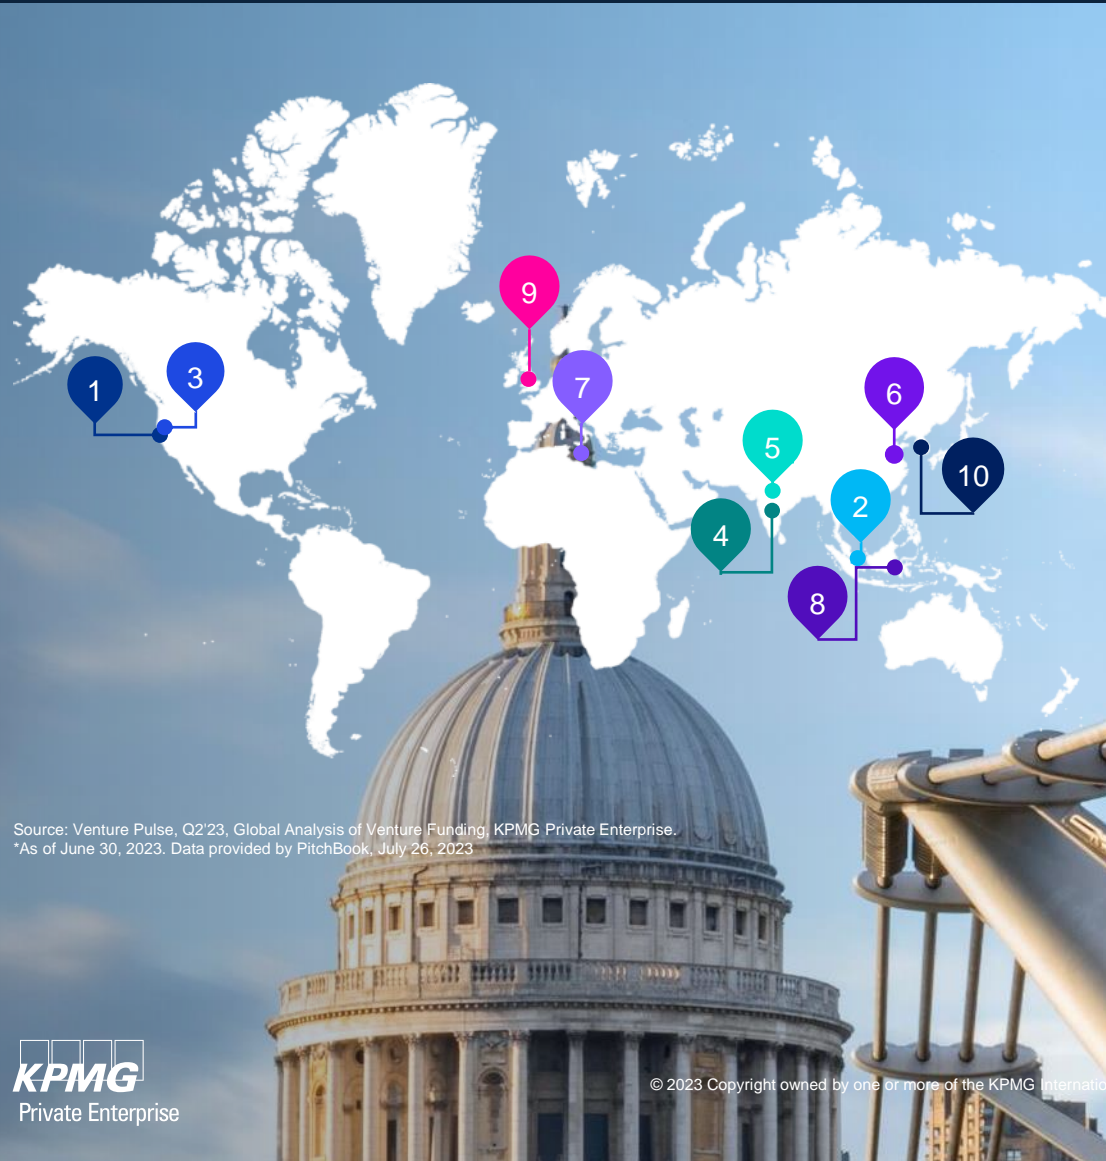 9
1
3
7
6
5
10
2
4
8
Source: Venture Pulse, Q2'23, Global Analysis of Venture Funding, KPMG Private Enterprise.
*As of June 30, 2023. Data provided by PitchBook, July 26, 2023
KPMG
Private Enterprise
© 2023 Copyright owned by one or more of the KPMG